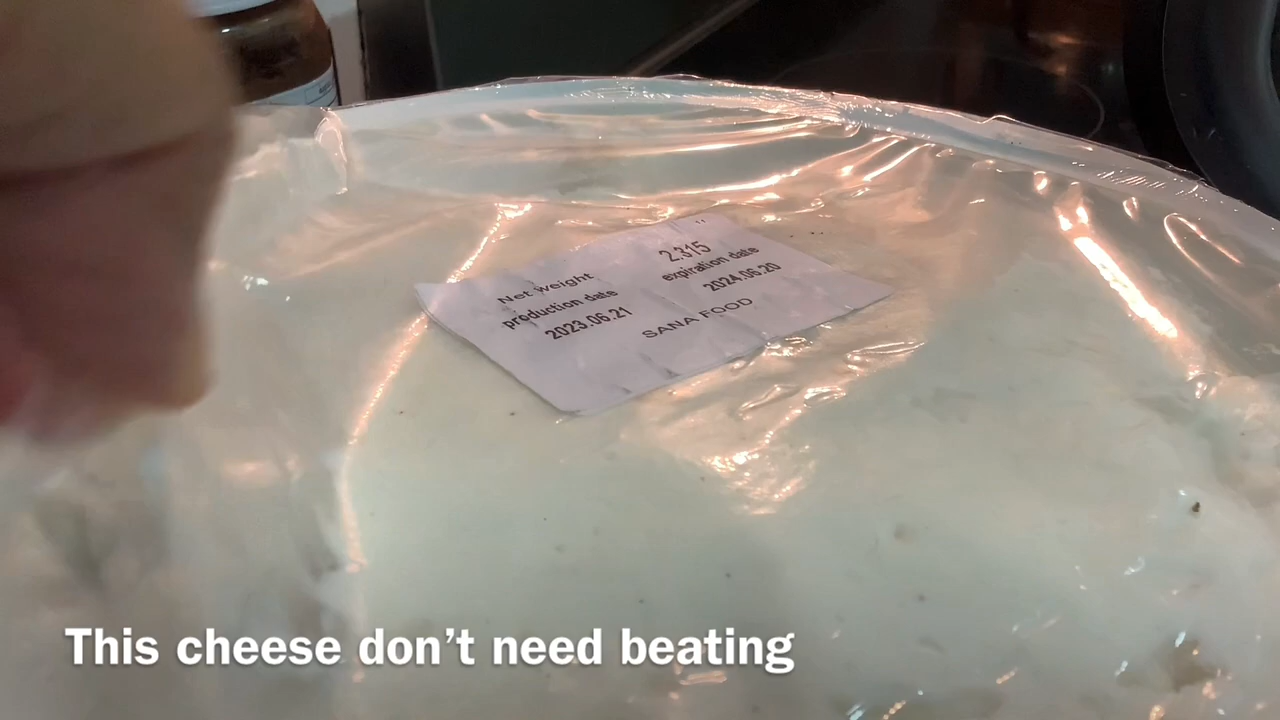 Net weight 2.315
production date expiration date
2023.06.21 2024.06.20
SANA FOOD
This cheese don’t need beating